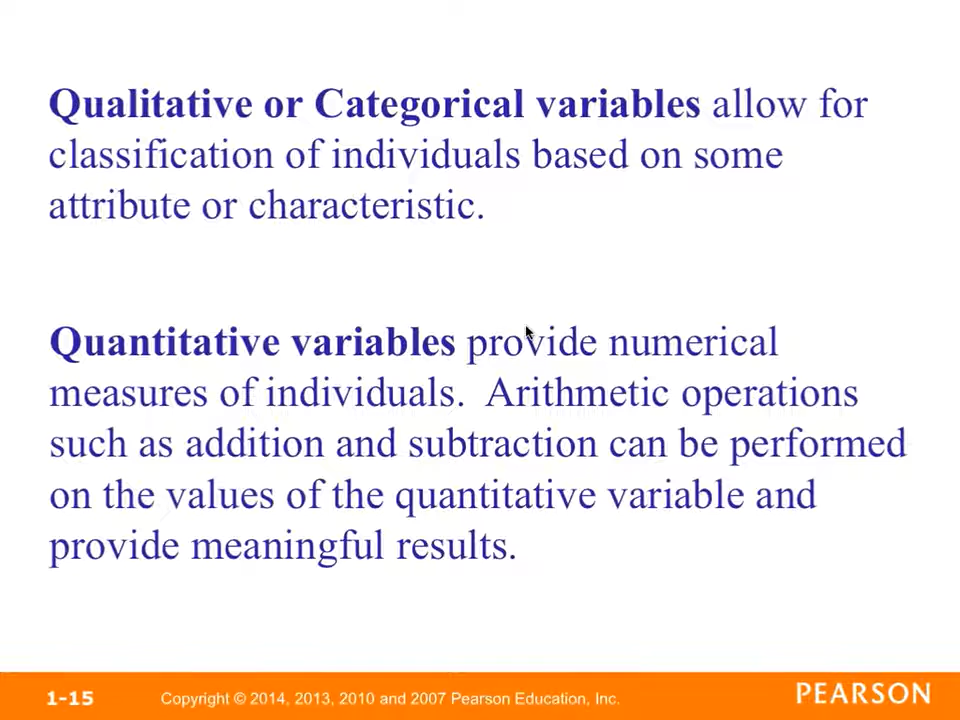 Qualitative or Categorical variables allow for
classification of individuals based on some
attribute or characteristic.
Quantitative variables provide numerical
measures of individuals.  Arithmetic operations
such as addition and subtraction can be performed
on the values of the quantitative variable and
provide meaningful results.
1-15
Copyright © 2014, 2013, 2010 and 2007 Pearson Education, Inc.
PEARSON